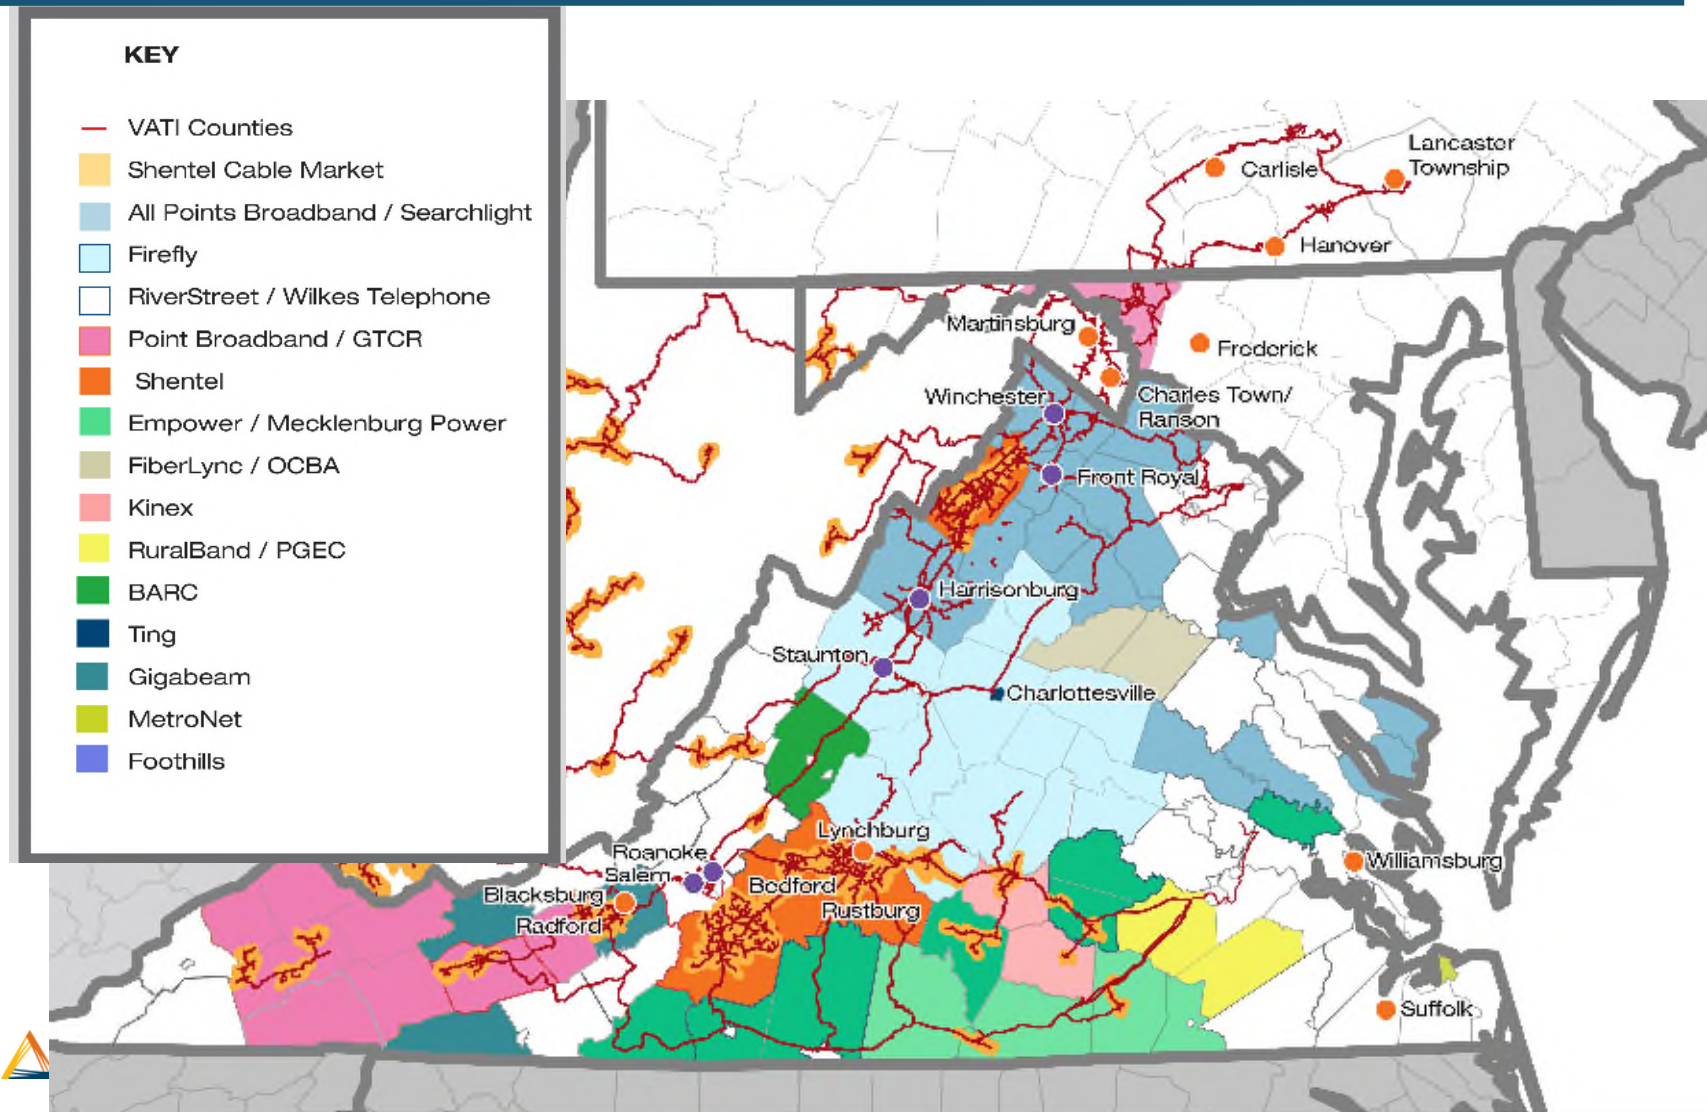 KEY
VATI Counties
Shentel Cable Market
All Points Broadband / Searchlight
Firefly
RiverStreet / Wilkes Telephone
Point Broadband / GTCR
Shentel
Empower / Mecklenburg Power
FiberLync / OCBA
Kinex
RuralBand / PGEC
BARC
Ting
Gigabeam
MetroNet
Foothills
Lancaster
Township
Carlisle
Hanover
Martinsburg
Frederick
Winchester
Charles Town/
Ranson
Front Royal
Harrisonburg
Staunton
Charlottesville
Lynchburg
Roanoke
Salem
Williamsburg
Bedford
Blacksburg
Rustburg
Radford
Suffolk